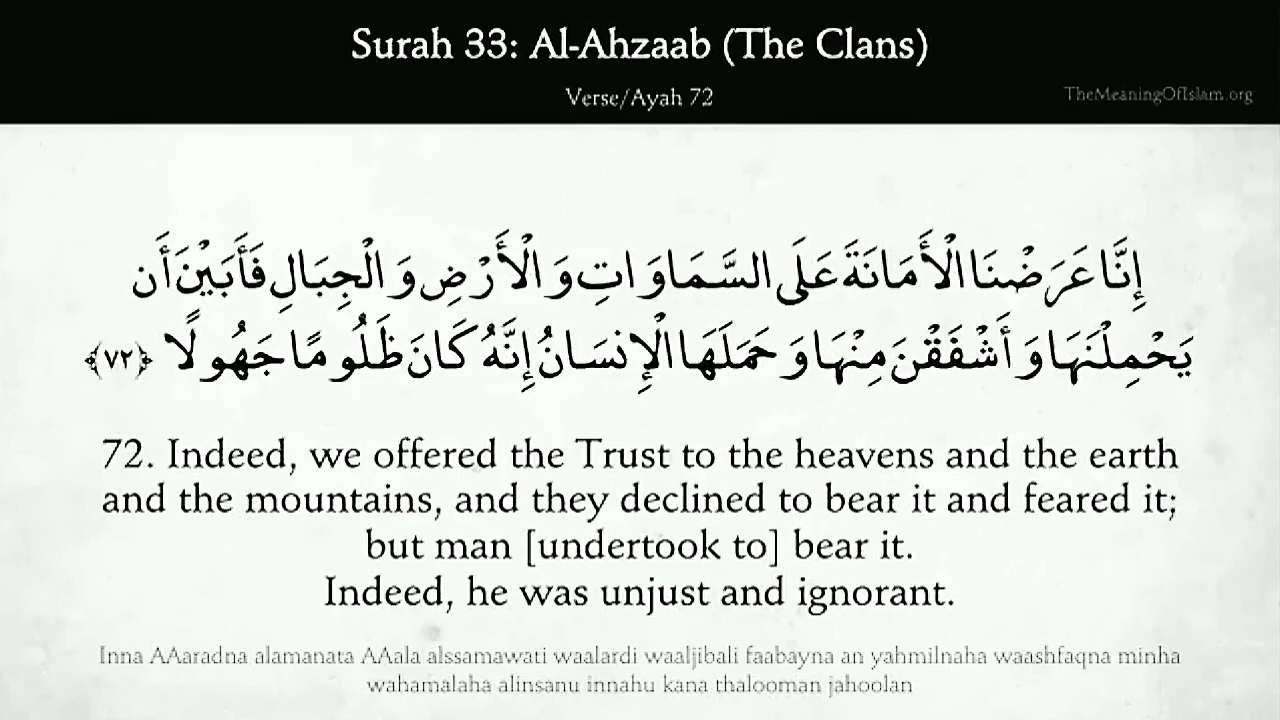 Surah 33: Al-Ahzaab (The Clans)
Verse/Ayah 72
TheMeaningOfIslam.org
إِنَّا عَرَضْنَا الْأَمَانَةَ عَلَى السَّمَاوَاتِ وَالْأَرْضِ وَالْجِبَالِ فَأَبَيْنَ أَن
يَحْمِلْنَهَا وَأَشْفَقْنَ مِنْهَا وَحَمَلَهَا الْإِنسَانُ إِنَّهُ كَانَ ظَلُومًا جَهُولًا ﴿٧٢﴾
72. Indeed, we offered the Trust to the heavens and the earth
and the mountains, and they declined to bear it and feared it;
but man [undertook to] bear it.
Indeed, he was unjust and ignorant.
Inna AAaradna alamanata AAala alssamawati waalardi waaljibali faabayna an yahmilnaha waashfaqna minha
wahamalaha alinsanu innahu kana thalooman jahoolan